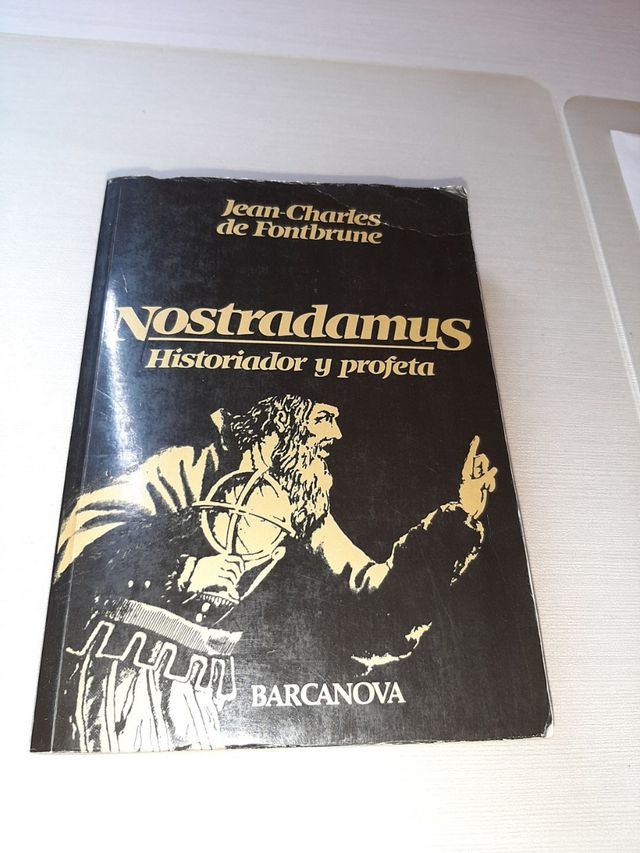 Jean-Charles
de Fontbrune
Nostradamus
Historiador y profeta
BARCANOVA